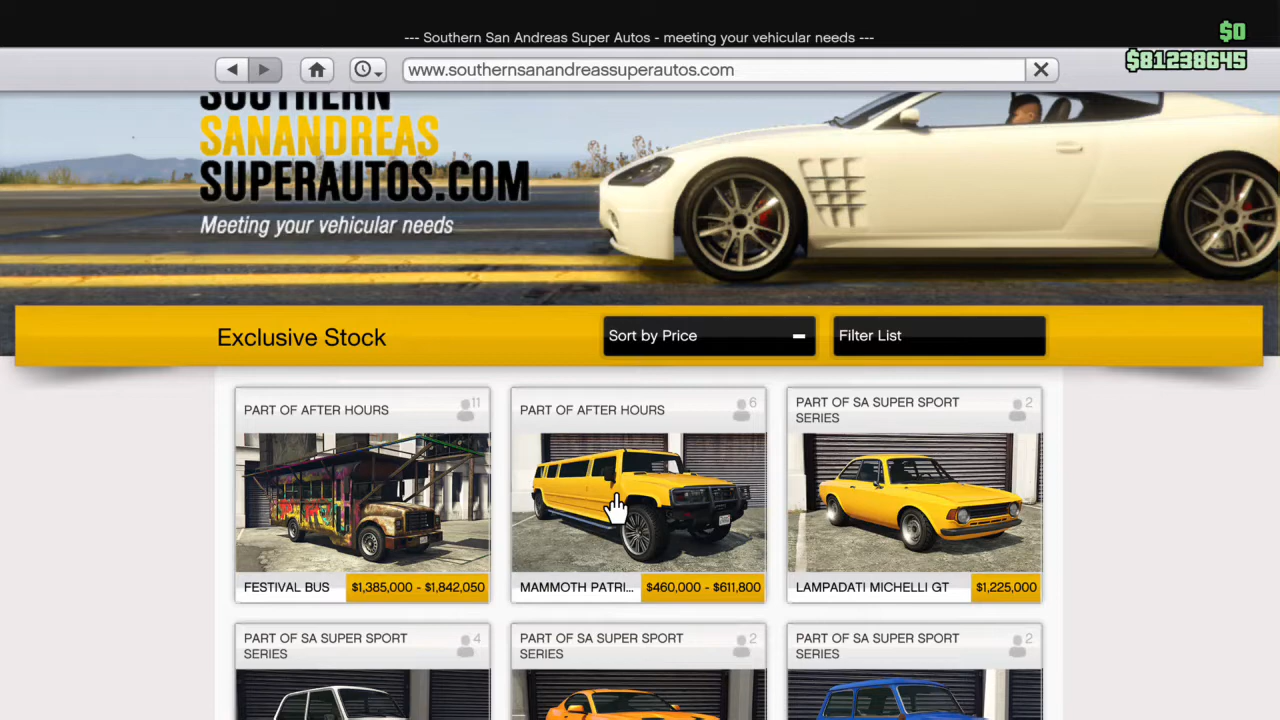 --- Southern San Andreas Super Autos - meeting your vehicular needs ---
$0
$81238645
www.southernsanandreassuperautos.com
SOUTHERN
SANANDREAS
SUPERAUTOS.COM
Meeting your vehicular needs
Exclusive Stock
Sort by Price
Filter List
PART OF AFTER HOURS
11
FESTIVAL BUS
$1,385,000 - $1,842,050
PART OF AFTER HOURS
6
MAMMOTH PATRI...
$460,000 - $611,800
PART OF SA SUPER SPORT
SERIES
2
LAMPADATI MICHELLI GT
$1,225,000
PART OF SA SUPER SPORT
SERIES
4
PART OF SA SUPER SPORT
SERIES
2
PART OF SA SUPER SPORT
SERIES
2